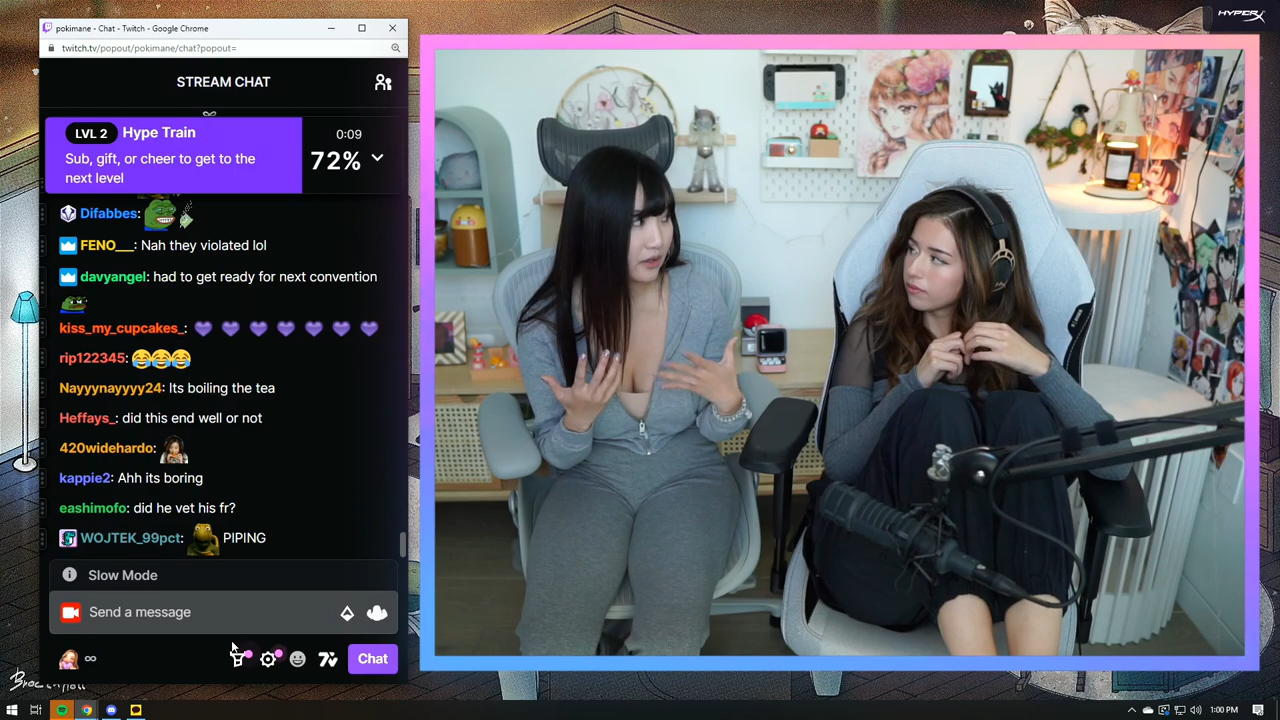 HYPERX
pokimane - Chat - Twitch - Google Chrome
twitch.tv/popout/pokimane/chat?popout=
STREAM CHAT
LVL 2 Hype Train
Sub, gift, or cheer to get to the
next level
0:09
72%
Difabbes:
FENO___: Nah they violated lol
davyangel: had to get ready for next convention
kiss_my_cupcakes_: 💜 💜 💜 💜 💜 💜 💜
rip122345: 😂😂😂
Nayyynayyyy24: Its boiling the tea
Heffays_: did this end well or not
420widehardo:
kappie2: Ahh its boring
eashimofo: did he vet his fr?
WOJTEK_99pct: PIPING
Slow Mode
Send a message
∞
Chat
1:00 PM